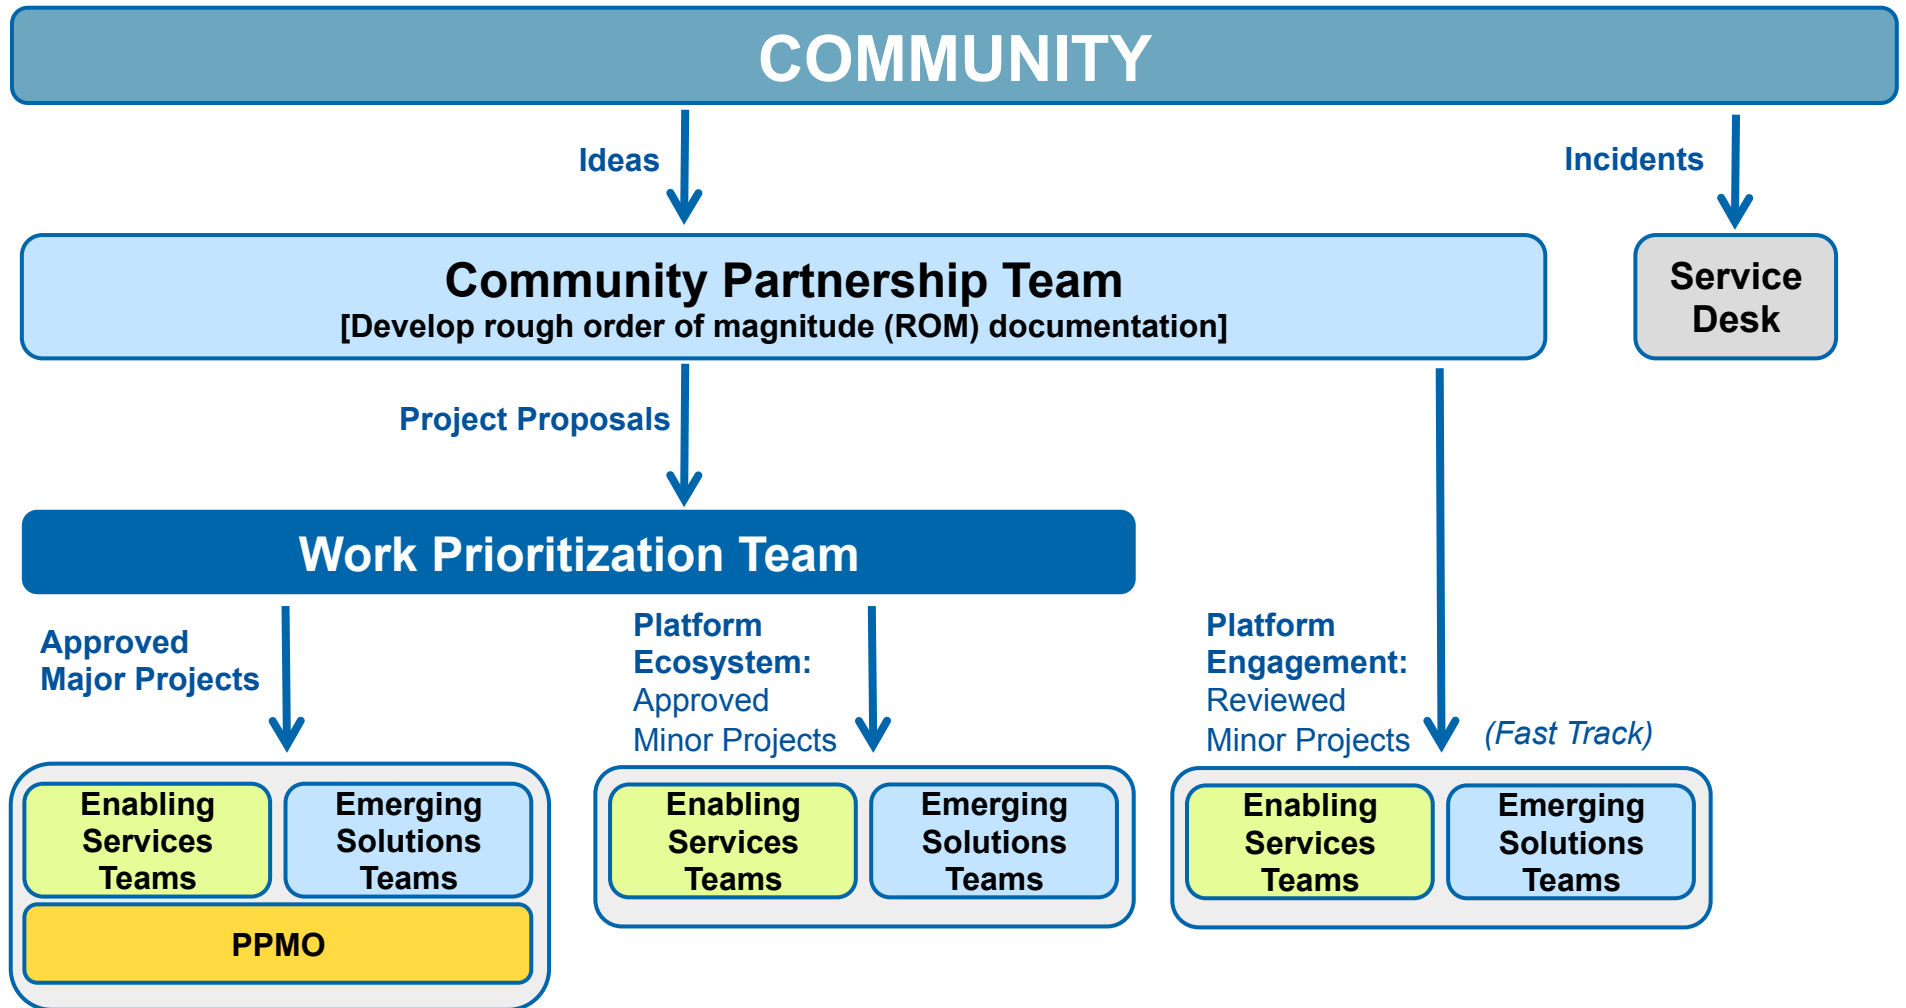 COMMUNITY
Ideas
Incidents
Community Partnership Team
[Develop rough order of magnitude (ROM) documentation]
Service
Desk
Project Proposals
Work Prioritization Team
Approved
Major Projects
Platform
Ecosystem:
Approved
Minor Projects
Platform
Engagement:
Reviewed
Minor Projects
(Fast Track)
Enabling
Services
Teams
Emerging
Solutions
Teams
PPMO
Enabling
Services
Teams
Emerging
Solutions
Teams
Enabling
Services
Teams
Emerging
Solutions
Teams